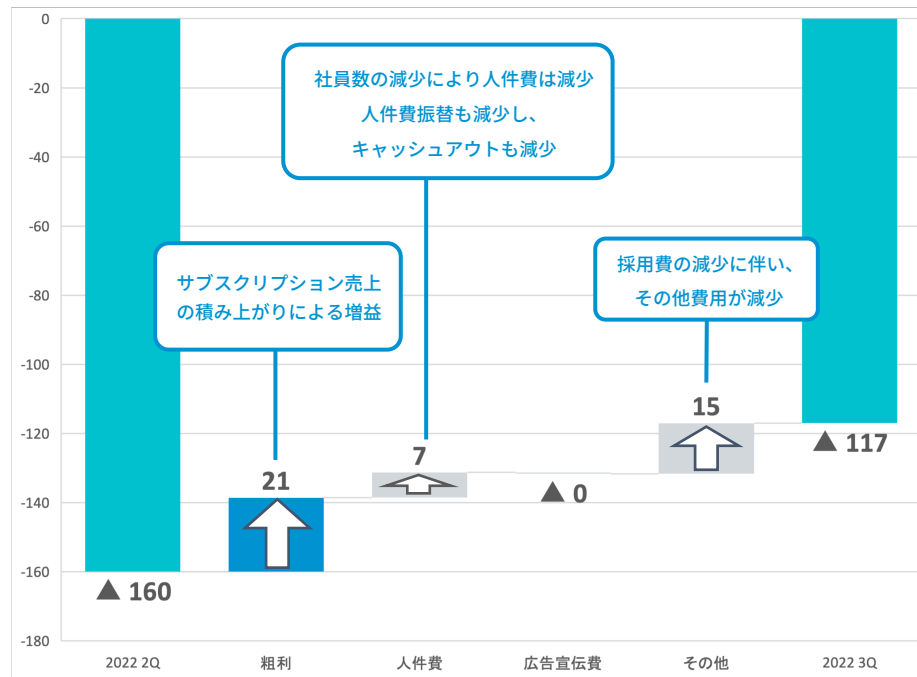 0
-20
-40
-60
-80
-100
-120
-140
-160
-180
社員数の減少により人件費は減少
人件費振替も減少し、
キャッシュアウトも減少
サブスクリプション売上
の積み上がりによる増益
採用費の減少に伴い、
その他費用が減少
▲ 160
21
7
▲ 0
15
▲ 117
2022 2Q
粗利
人件費
広告宣伝費
その他
2022 3Q